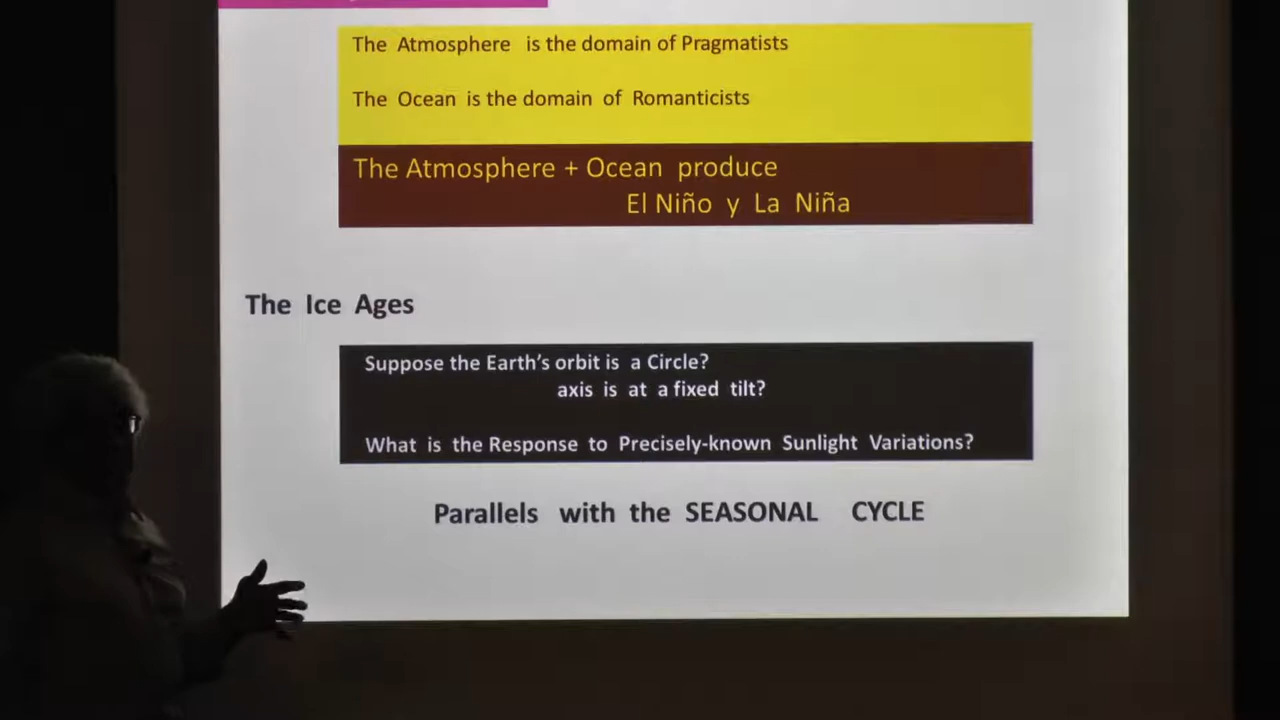 The Atmosphere is the domain of Pragmatists
The Ocean is the domain of Romanticists
The Atmosphere + Ocean produce
El Niño y La Niña
The Ice Ages
Suppose the Earth's orbit is a Circle?
axis is at a fixed tilt?
What is the Response to Precisely-known Sunlight Variations?
Parallels with the SEASONAL CYCLE